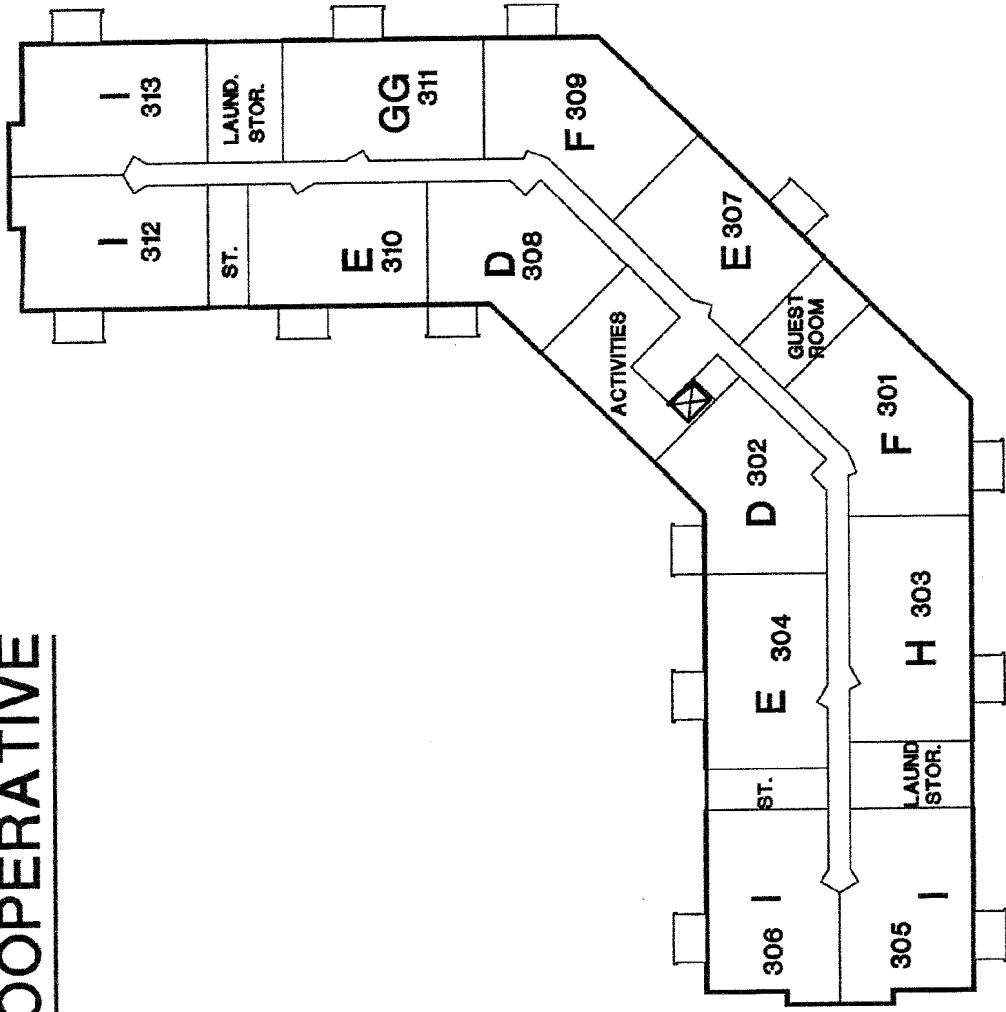 OOPERATIVE
I
313
LAUND.
STOR.
GG
311
F 309
I
312
ST.
E
310
D
308
E 307
ACTIVITIES
GUEST
ROOM
D 302
F 301
E 304
H 303
ST.
LAUND
STOR.
306 I
305 I